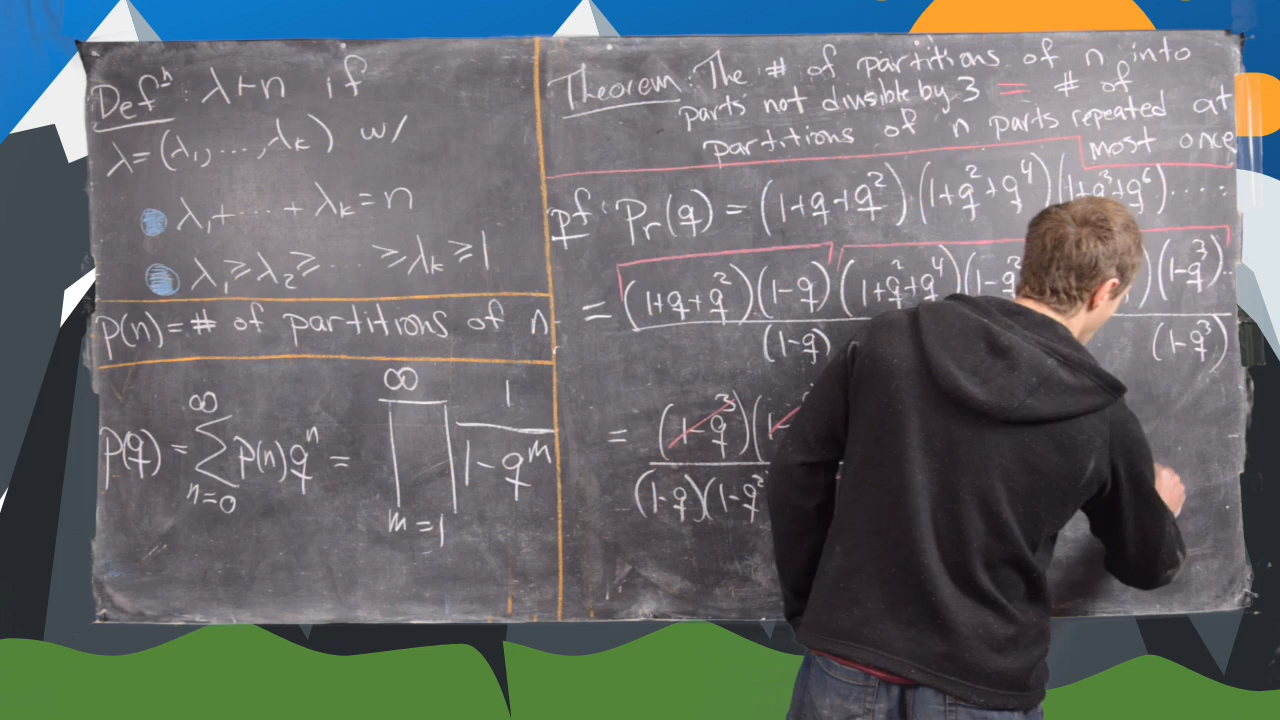 Defⁿ: λ⊢n if
λ=(λ₁,...,λₖ) w/
λ₁+...+λₖ=n
λ₁≥λ₂≥... ≥λₖ≥1
p(n)=# of partitions of n
∞
∞
1
P(q) = Σ p(n)qⁿ = ∏ 1-qᵐ
n=0
m=1
Theorem: The # of partitions of n into
parts not divisible by 3 = # of
partitions of n parts repeated at
most once
pf: Pᵣ(q) = (1+q+q²)(1+q²+q⁴)(1+q³+q⁶)....
= (1+q+q²)(1-q)(1+q²+q⁴)(1-q² )(1-q³)..
(1-q) (1-q³)
= (1-q³)(1-
(1-q)(1-q²